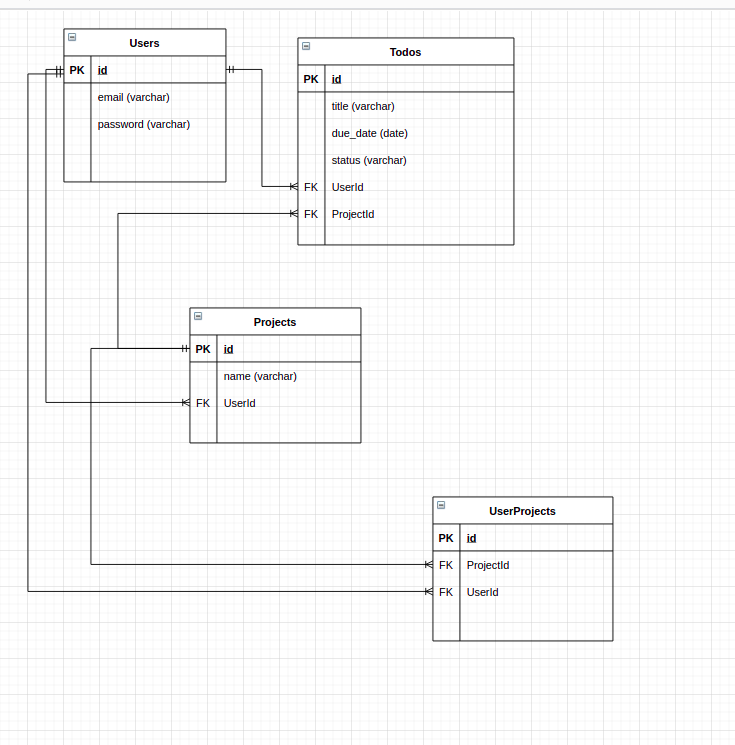 Users
PK id
email (varchar)
password (varchar)
Todos
PK id
title (varchar)
due_date (date)
status (varchar)
FK UserId
FK ProjectId
Projects
PK id
name (varchar)
FK UserId
UserProjects
PK id
FK ProjectId
FK UserId